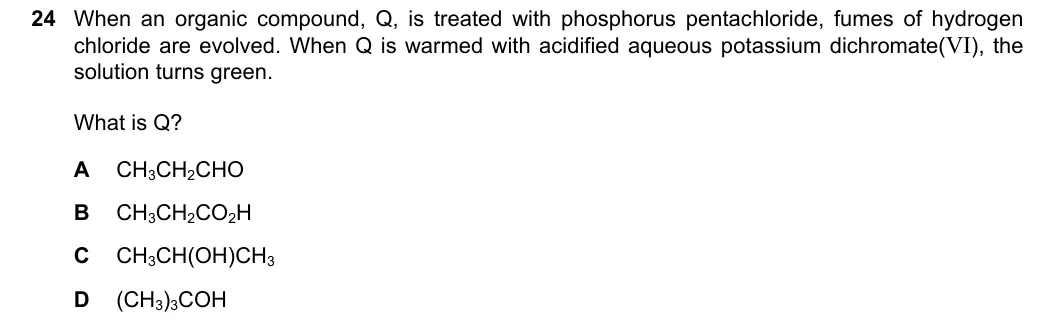 24 When an organic compound, Q, is treated with phosphorus pentachloride, fumes of hydrogen
chloride are evolved. When Q is warmed with acidified aqueous potassium dichromate(VI), the
solution turns green.
What is Q?
A CH₃CH₂CHO
B CH₃CH₂CO₂H
C CH₃CH(OH)CH₃
D (CH₃)₃COH